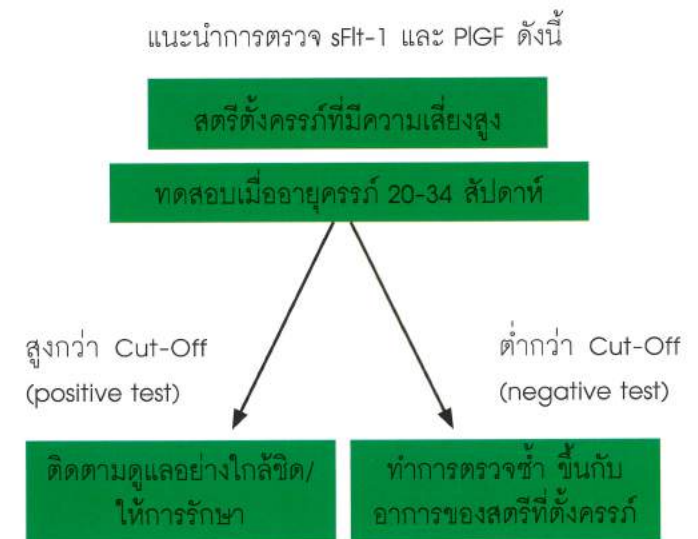 แนะนำการตรวจ sFlt-1 และ PlGF ดังนี้
สตรีตั้งครรภ์ที่มีความเสี่ยงสูง
ทดสอบเมื่ออายุครรภ์ 20-34 สัปดาห์
สูงกว่า Cut-Off
(positive test)
ต่ำกว่า Cut-Off
(negative test)
ติดตามดูแลอย่างใกล้ชิด/
ให้การรักษา
ทำการตรวจซ้ำ ขึ้นกับ
อาการของสตรีที่ตั้งครรภ์